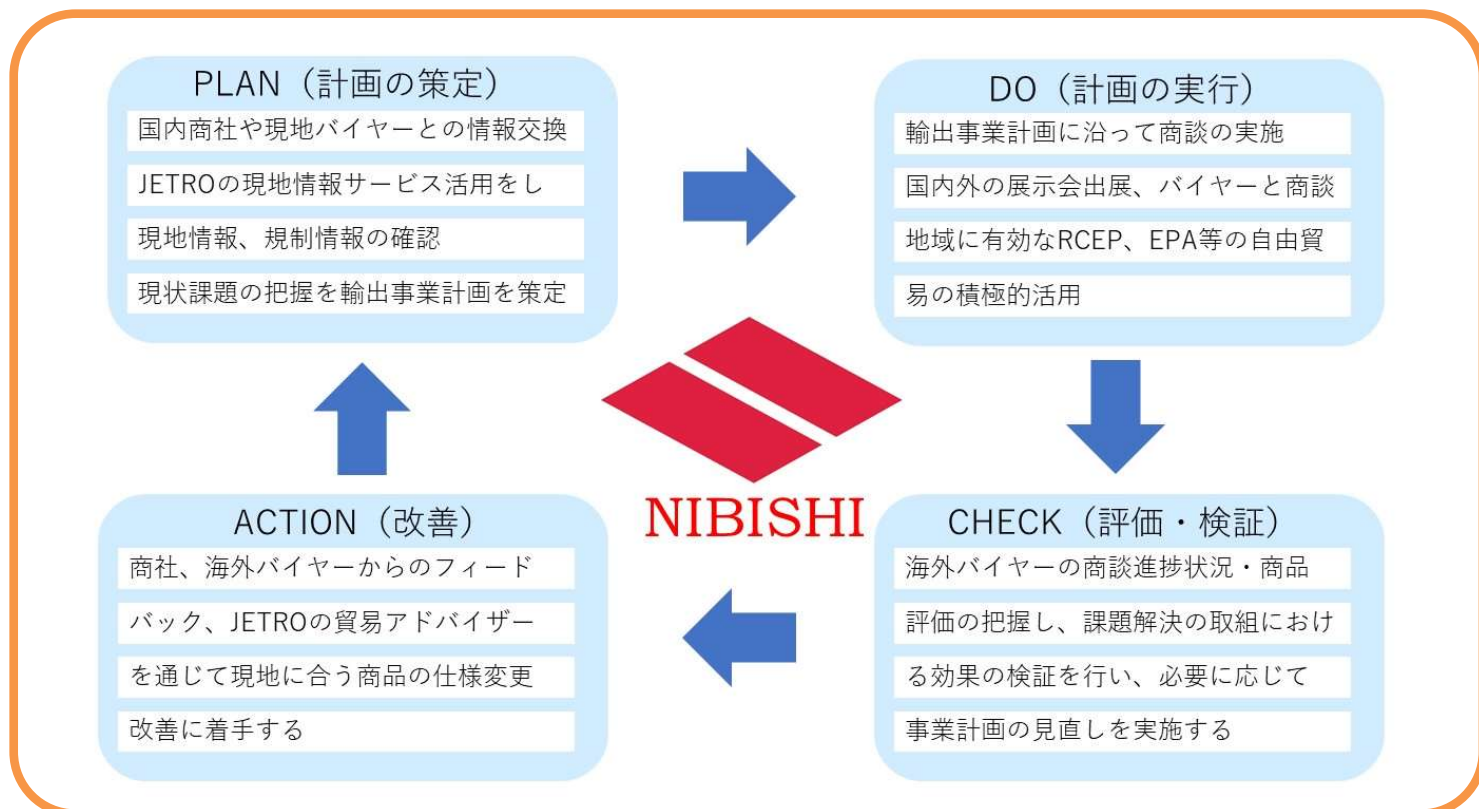 PLAN（計画の策定）
国内商社や現地バイヤーとの情報交換
JETROの現地情報サービス活用をし
現地情報、規制情報の確認
現状課題の把握を輸出事業計画を策定
DO（計画の実行）
輸出事業計画に沿って商談の実施
国内外の展示会出展、バイヤーと商談
地域に有効なRCEP、EPA等の自由貿
易の積極的活用
NIBISHI
ACTION（改善）
商社、海外バイヤーからのフィード
バック、JETROの貿易アドバイザー
を通じて現地に合う商品の仕様変更
改善に着手する
CHECK（評価・検証）
海外バイヤーの商談進捗状況・商品
評価の把握し、課題解決の取組におけ
る効果の検証を行い、必要に応じて
事業計画の見直しを実施する